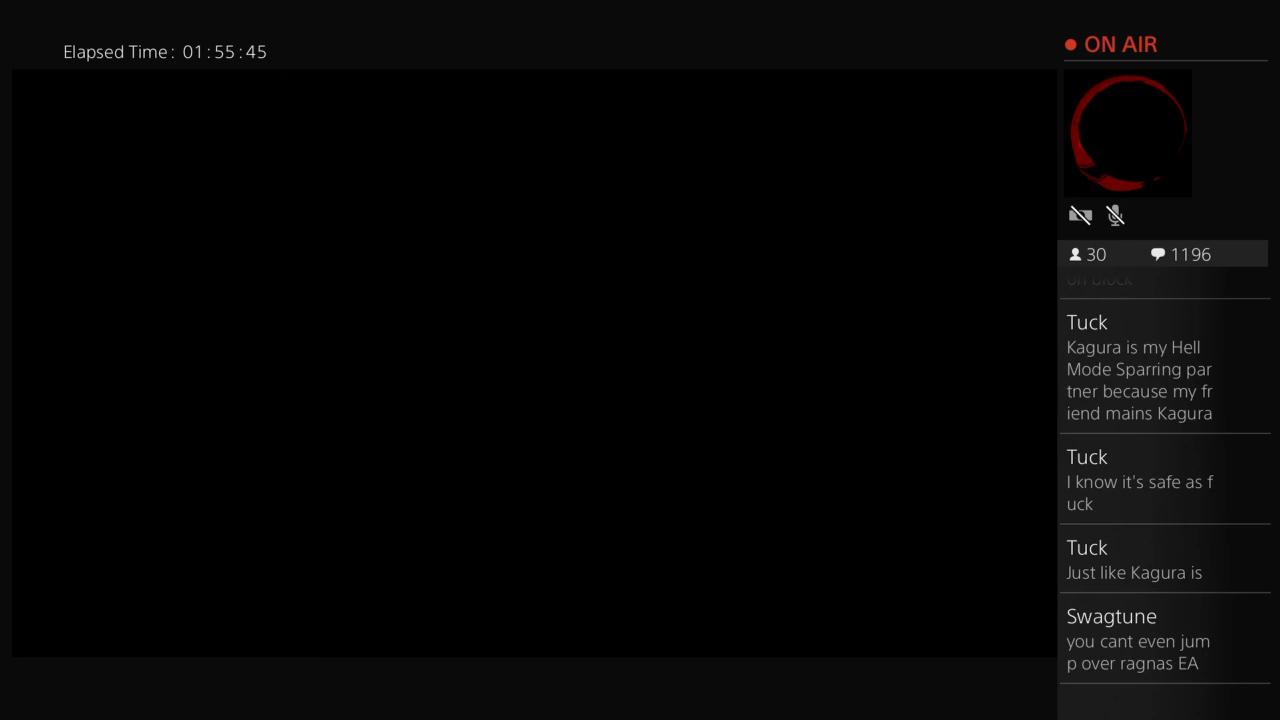 Elapsed Time: 01:55:45
ON AIR
30 1196
on block
Tuck
Kagura is my Hell
Mode Sparring par
tner because my fr
iend mains Kagura
Tuck
I know it's safe as f
uck
Tuck
Just like Kagura is
Swagtune
you cant even jum
p over ragnas EA